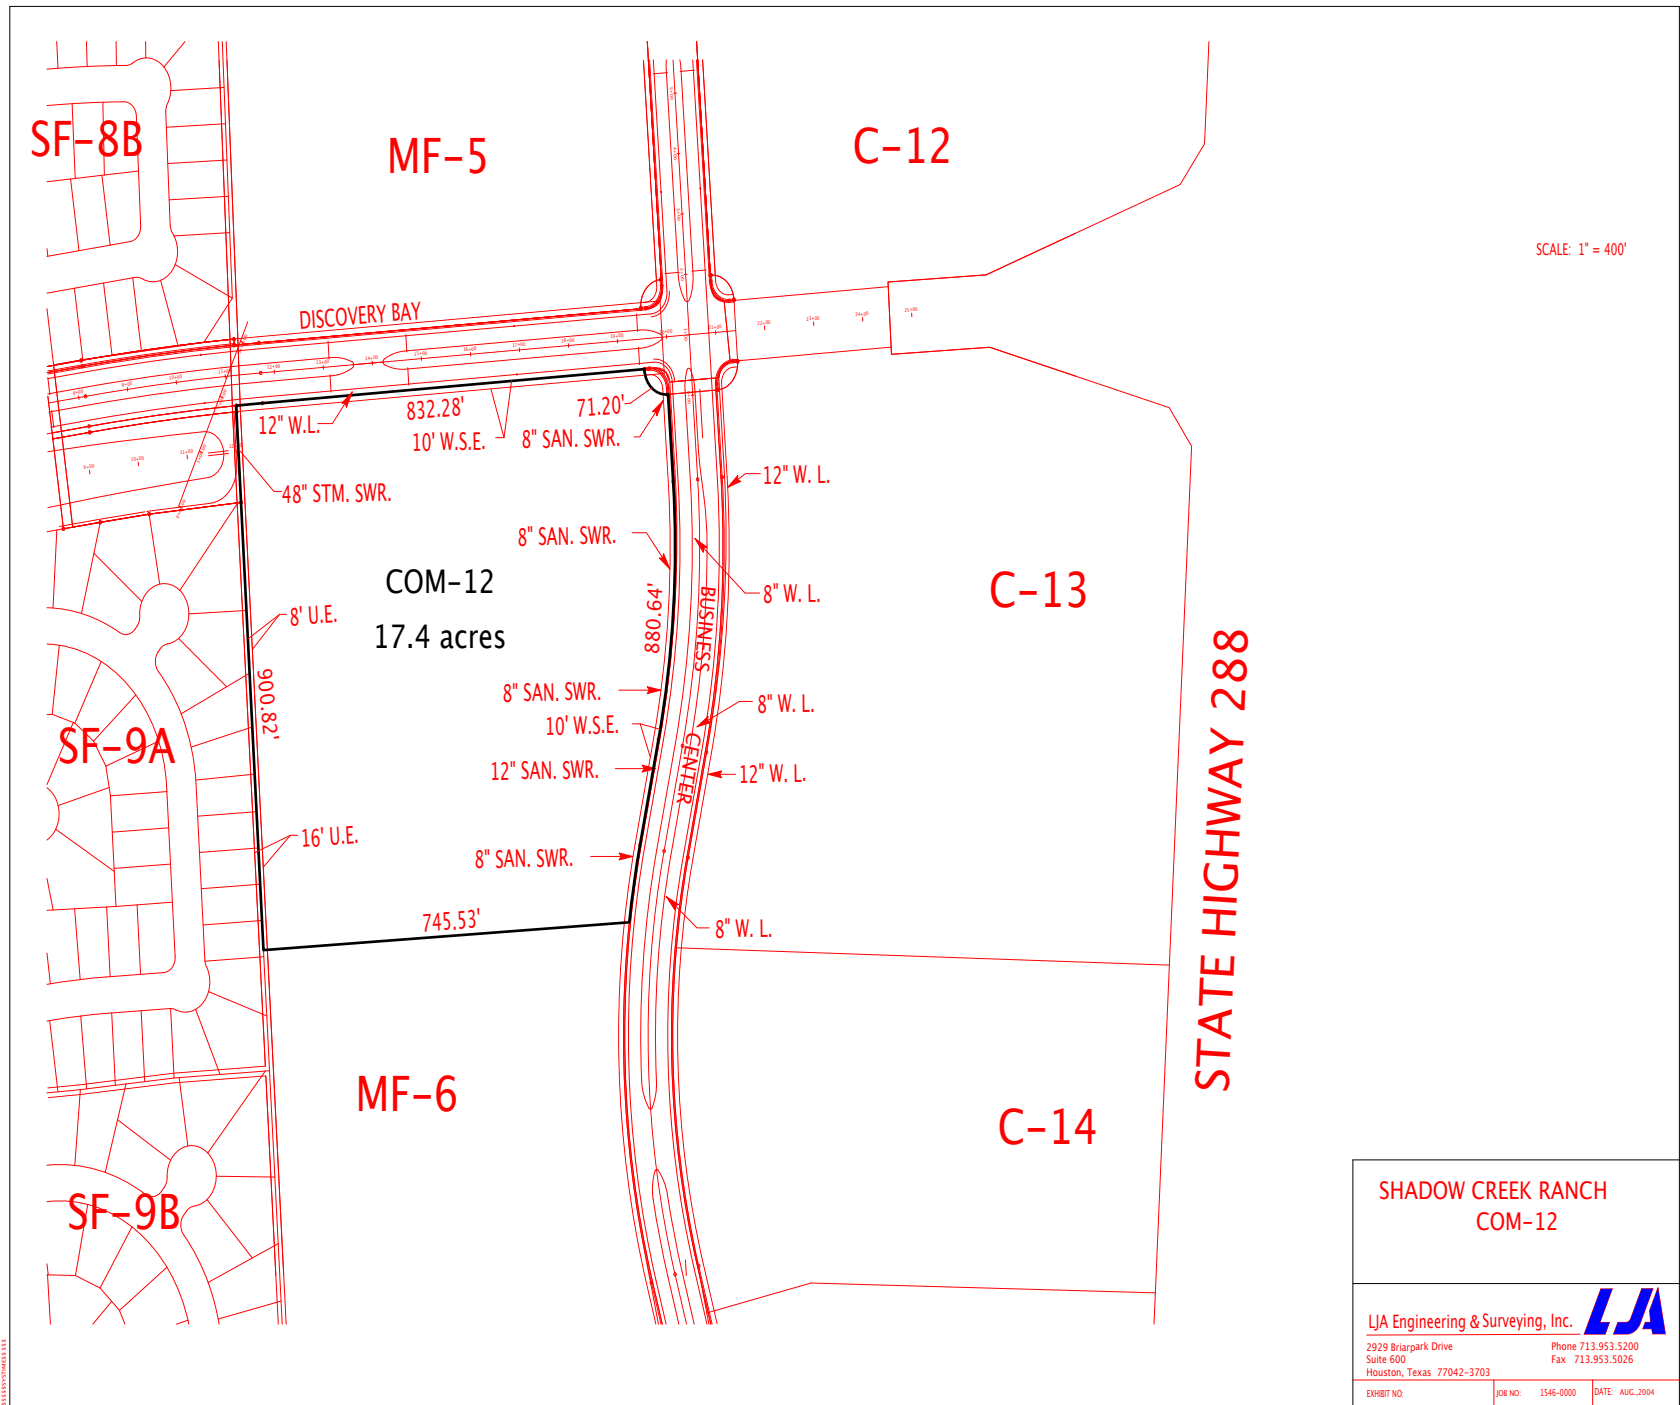 SF-8B
MF-5
C-12
SCALE: 1" = 400'
DISCOVERY BAY
12" W.L.
832.28'
10' W.S.E.
71.20'
8" SAN. SWR.
48" STM. SWR.
12" W. L.
8" SAN. SWR.
8" W. L.
COM-12
17.4 acres
8' U.E.
880.64'
BUSINESS
CENTER
C-13
900.82'
SF-9A
8" SAN. SWR.
10' W.S.E.
12" SAN. SWR.
8" W. L.
12" W. L.
16' U.E.
8" SAN. SWR.
745.53'
8" W. L.
STATE HIGHWAY 288
MF-6
C-14
SF-9B
SHADOW CREEK RANCH
COM-12
LJA Engineering & Surveying, Inc.
LJA
2929 Briarpark Drive
Suite 600
Houston, Texas 77042-3703
Phone 713.953.5200
Fax 713.953.5026
EXHIBIT NO:
JOB NO: 1546-0000
DATE: AUG.,2004